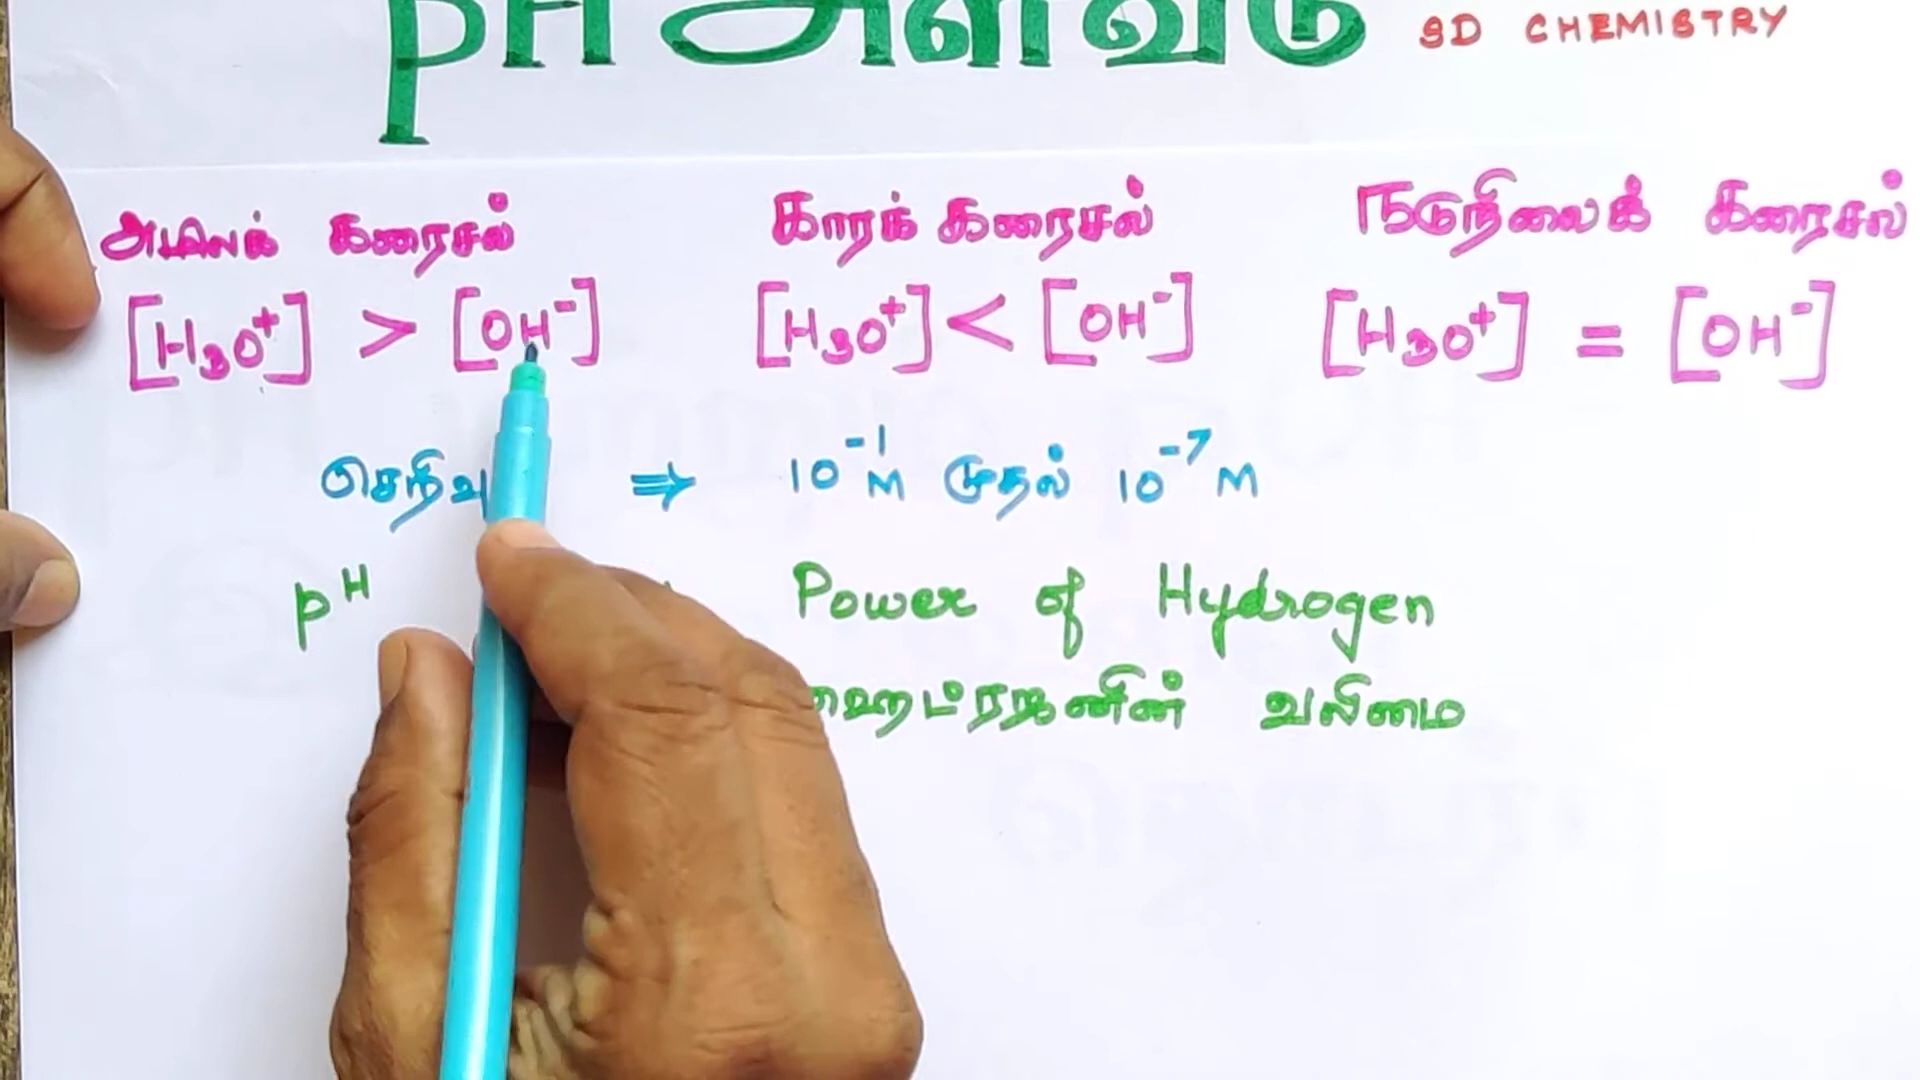 pH அளவீடு SD CHEMISTRY
அமிலக் கரைசல் காரக் கரைசல் நடுநிலைக் கரைசல்
[H₃O⁺] > [OH⁻] [H₃O⁺] < [OH⁻] [H₃O⁺] = [OH⁻]
செறிவு ⇒ 10⁻¹ M முதல் 10⁻⁷ M
pᴴ Power of Hydrogen
ஹைட்ரஜனின் வலிமை